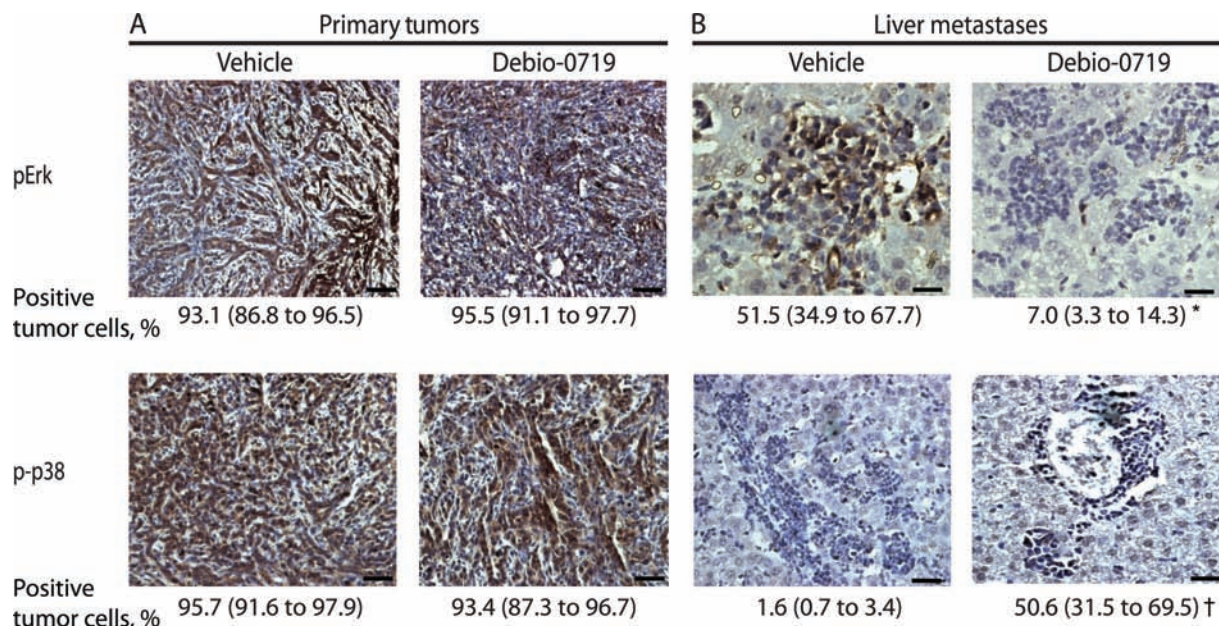 A Primary tumors B Liver metastases
Vehicle Debio-0719 Vehicle Debio-0719
pErk
Positive
tumor cells, % 93.1 (86.8 to 96.5) 95.5 (91.1 to 97.7) 51.5 (34.9 to 67.7) 7.0 (3.3 to 14.3) *
p-p38
Positive
tumor cells, % 95.7 (91.6 to 97.9) 93.4 (87.3 to 96.7) 1.6 (0.7 to 3.4) 50.6 (31.5 to 69.5) †